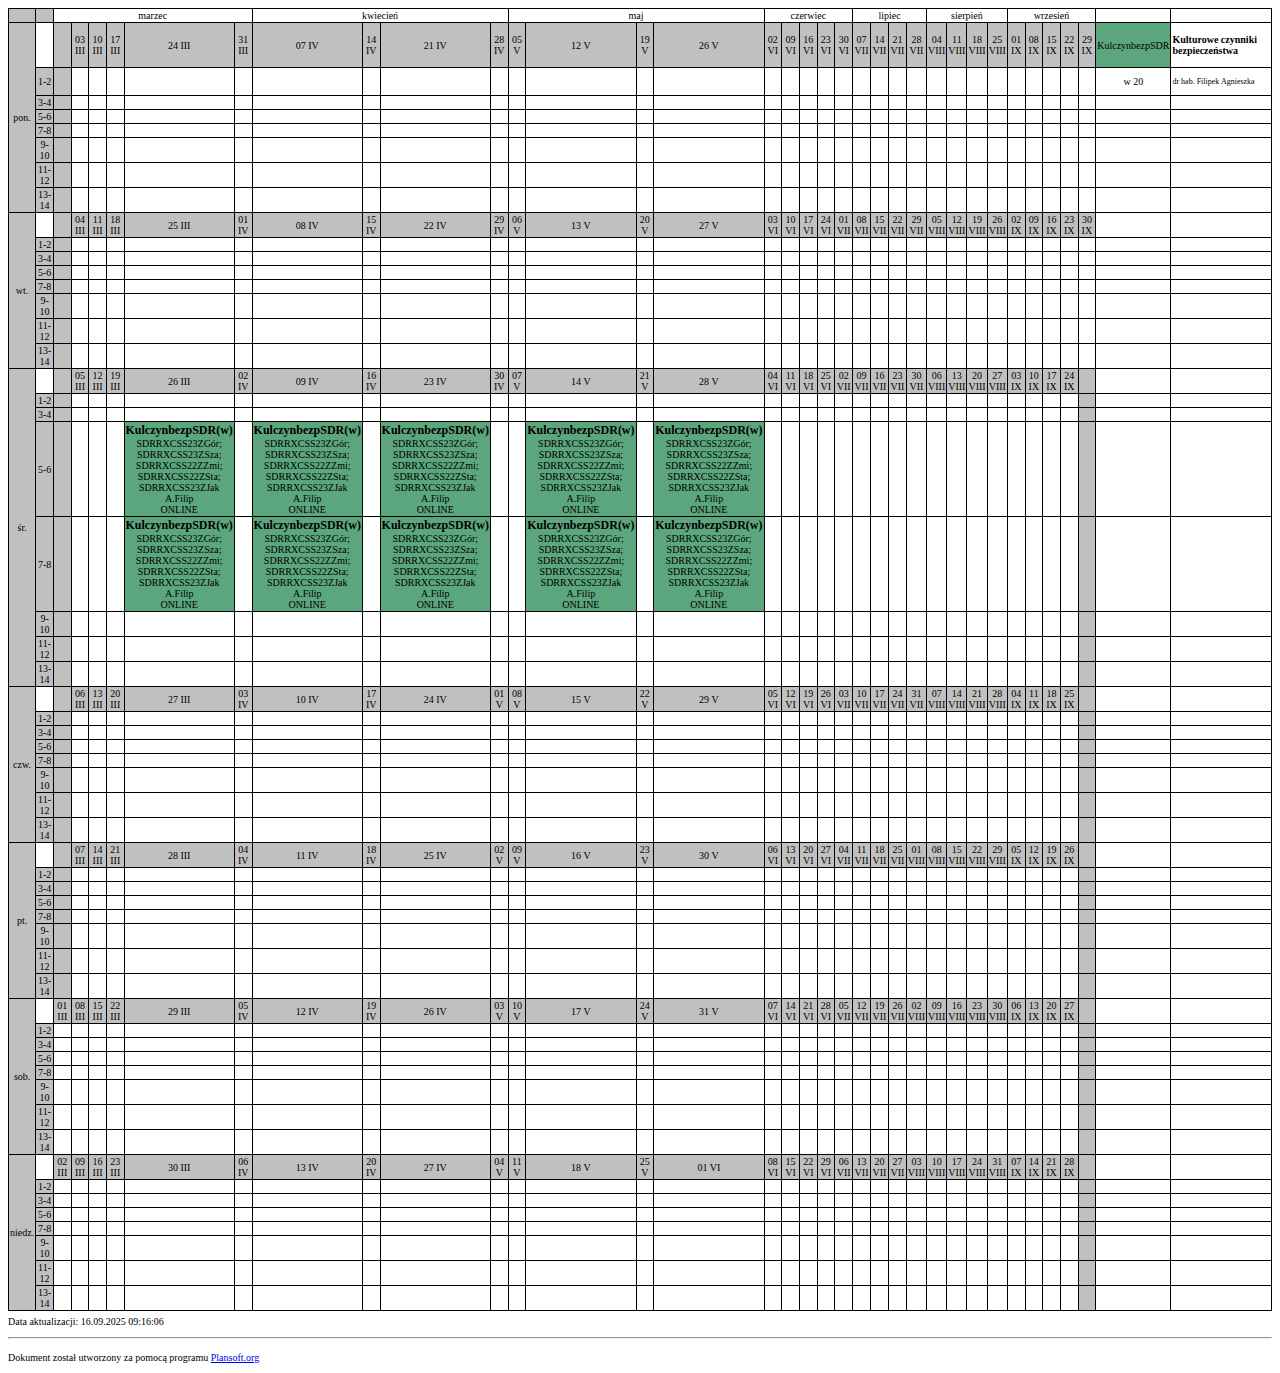 marzec kwiecień maj czerwiec lipiec sierpień wrzesień
pon. 03 III 10 III 17 III 24 III 31 III 07 IV 14 IV 21 IV 28 IV 05 V 12 V 19 V 26 V 02 VI 09 VI 16 VI 23 VI 30 VI 07 VII 14 VII 21 VII 28 VII 04 VIII 11 VIII 18 VIII 25 VIII 01 IX 08 IX 15 IX 22 IX 29 IX KulczynbezpSDR Kulturowe czynniki bezpieczeństwa
1-2 w 20 dr hab. Filipek Agnieszka
3-4
5-6
7-8
9-10
11-12
13-14
wt. 04 III 11 III 18 III 25 III 01 IV 08 IV 15 IV 22 IV 29 IV 06 V 13 V 20 V 27 V 03 VI 10 VI 17 VI 24 VI 01 VII 08 VII 15 VII 22 VII 29 VII 05 VIII 12 VIII 19 VIII 26 VIII 02 IX 09 IX 16 IX 23 IX 30 IX
1-2
3-4
5-6
7-8
9-10
11-12
13-14
śr. 05 III 12 III 19 III 26 III 02 IV 09 IV 16 IV 23 IV 30 IV 07 V 14 V 21 V 28 V 04 VI 11 VI 18 VI 25 VI 02 VII 09 VII 16 VII 23 VII 30 VII 06 VIII 13 VIII 20 VIII 27 VIII 03 IX 10 IX 17 IX 24 IX
1-2
3-4
5-6
KulczynbezpSDR(w) KulczynbezpSDR(w) KulczynbezpSDR(w) KulczynbezpSDR(w) KulczynbezpSDR(w)
SDRRXCSS23ZGór; SDRRXCSS23ZGór; SDRRXCSS23ZGór; SDRRXCSS23ZGór; SDRRXCSS23ZGór;
SDRRXCSS23ZSza; SDRRXCSS23ZSza; SDRRXCSS23ZSza; SDRRXCSS23ZSza; SDRRXCSS23ZSza;
SDRRXCSS22ZZmi; SDRRXCSS22ZZmi; SDRRXCSS22ZZmi; SDRRXCSS22ZZmi; SDRRXCSS22ZZmi;
SDRRXCSS22ZSta; SDRRXCSS22ZSta; SDRRXCSS22ZSta; SDRRXCSS22ZSta; SDRRXCSS22ZSta;
SDRRXCSS23ZJak SDRRXCSS23ZJak SDRRXCSS23ZJak SDRRXCSS23ZJak SDRRXCSS23ZJak
A.Filip A.Filip A.Filip A.Filip A.Filip
ONLINE ONLINE ONLINE ONLINE ONLINE
7-8
KulczynbezpSDR(w) KulczynbezpSDR(w) KulczynbezpSDR(w) KulczynbezpSDR(w) KulczynbezpSDR(w)
SDRRXCSS23ZGór; SDRRXCSS23ZGór; SDRRXCSS23ZGór; SDRRXCSS23ZGór; SDRRXCSS23ZGór;
SDRRXCSS23ZSza; SDRRXCSS23ZSza; SDRRXCSS23ZSza; SDRRXCSS23ZSza; SDRRXCSS23ZSza;
SDRRXCSS22ZZmi; SDRRXCSS22ZZmi; SDRRXCSS22ZZmi; SDRRXCSS22ZZmi; SDRRXCSS22ZZmi;
SDRRXCSS22ZSta; SDRRXCSS22ZSta; SDRRXCSS22ZSta; SDRRXCSS22ZSta; SDRRXCSS22ZSta;
SDRRXCSS23ZJak SDRRXCSS23ZJak SDRRXCSS23ZJak SDRRXCSS23ZJak SDRRXCSS23ZJak
A.Filip A.Filip A.Filip A.Filip A.Filip
ONLINE ONLINE ONLINE ONLINE ONLINE
9-10
11-12
13-14
czw. 06 III 13 III 20 III 27 III 03 IV 10 IV 17 IV 24 IV 01 V 08 V 15 V 22 V 29 V 05 VI 12 VI 19 VI 26 VI 03 VII 10 VII 17 VII 24 VII 31 VII 07 VIII 14 VIII 21 VIII 28 VIII 04 IX 11 IX 18 IX 25 IX
1-2
3-4
5-6
7-8
9-10
11-12
13-14
pt. 07 III 14 III 21 III 28 III 04 IV 11 IV 18 IV 25 IV 02 V 09 V 16 V 23 V 30 V 06 VI 13 VI 20 VI 27 VI 04 VII 11 VII 18 VII 25 VII 01 VIII 08 VIII 15 VIII 22 VIII 29 VIII 05 IX 12 IX 19 IX 26 IX
1-2
3-4
5-6
7-8
9-10
11-12
13-14
sob. 01 III 08 III 15 III 22 III 29 III 05 IV 12 IV 19 IV 26 IV 03 V 10 V 17 V 24 V 31 V 07 VI 14 VI 21 VI 28 VI 05 VII 12 VII 19 VII 26 VII 02 VIII 09 VIII 16 VIII 23 VIII 30 VIII 06 IX 13 IX 20 IX 27 IX
1-2
3-4
5-6
7-8
9-10
11-12
13-14
niedz. 02 III 09 III 16 III 23 III 30 III 06 IV 13 IV 20 IV 27 IV 04 V 11 V 18 V 25 V 01 VI 08 VI 15 VI 22 VI 29 VI 06 VII 13 VII 20 VII 27 VII 03 VIII 10 VIII 17 VIII 24 VIII 31 VIII 07 IX 14 IX 21 IX 28 IX
1-2
3-4
5-6
7-8
9-10
11-12
13-14
Data aktualizacji: 16.09.2025 09:16:06
Dokument został utworzony za pomocą programu Plansoft.org